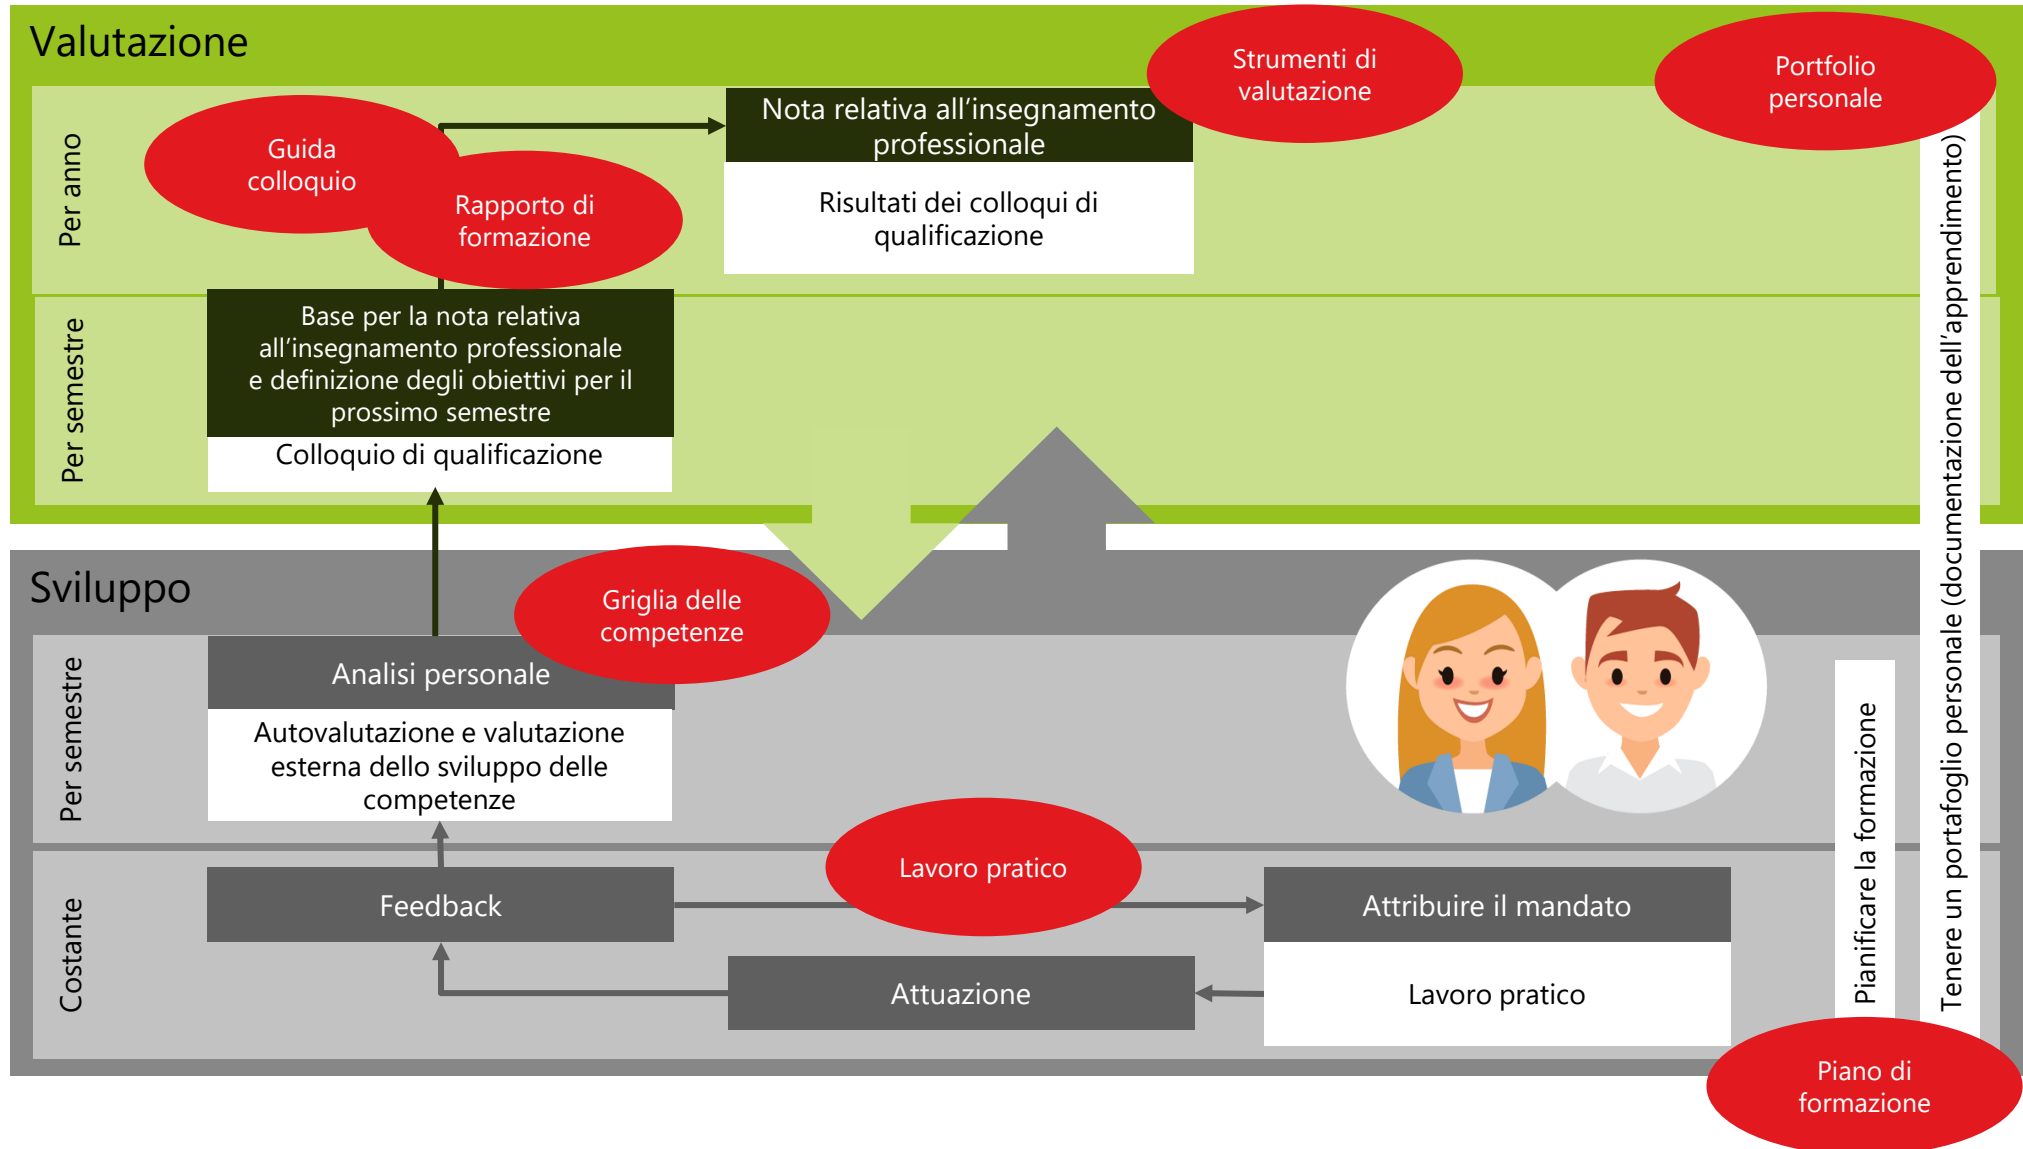 Valutazione
Strumenti di
valutazione
Portfolio
personale
Per anno
Guida
colloquio
Rapporto di
formazione
Nota relativa all'insegnamento
professionale
Risultati dei colloqui di
qualificazione
Per semestre
Base per la nota relativa
all'insegnamento professionale
e definizione degli obiettivi per il
prossimo semestre
Colloquio di qualificazione
Sviluppo
Griglia delle
competenze
Per semestre
Analisi personale
Autovalutazione e valutazione
esterna dello sviluppo delle
competenze
Costante
Feedback
Lavoro pratico
Attribuire il mandato
Lavoro pratico
Attuazione
Pianificare la formazione
Tenere un portafoglio personale (documentazione dell'apprendimento)
Piano di
formazione